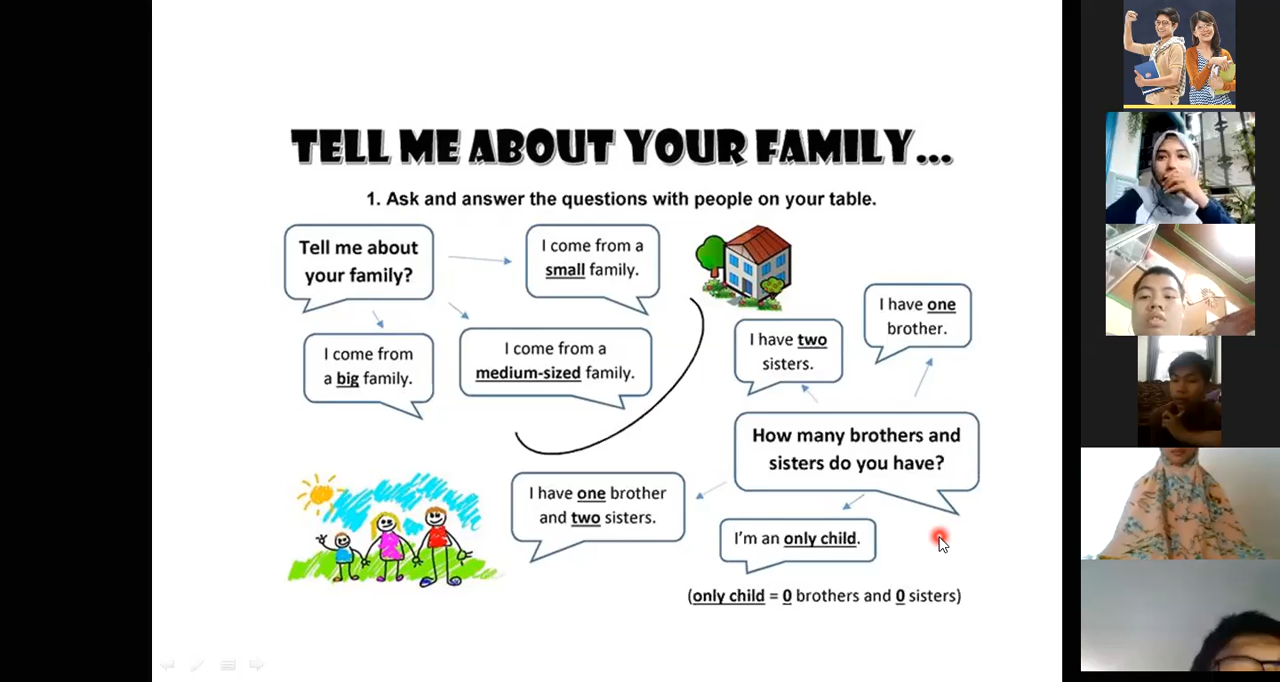 TELL ME ABOUT YOUR FAMILY...
1. Ask and answer the questions with people on your table.
Tell me about
your family?
I come from a
small family.
I come from
a big family.
I come from a
medium-sized family.
I have two
sisters.
I have one
brother.
How many brothers and
sisters do you have?
I have one brother
and two sisters.
I'm an only child.
(only child = 0 brothers and 0 sisters)